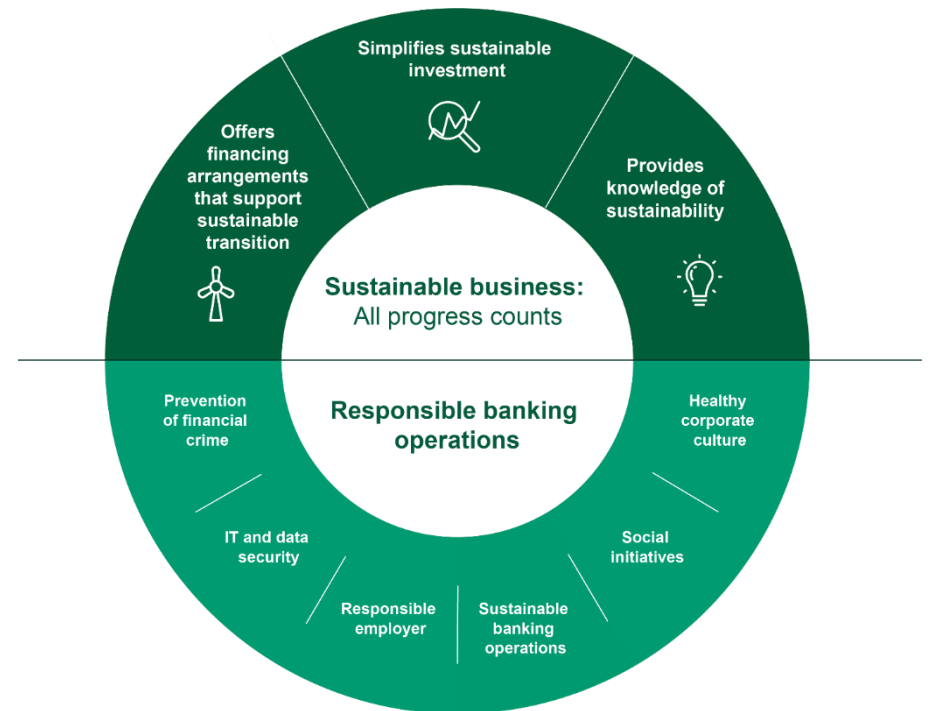 Simplifies sustainable
investment
Offers
financing
arrangements
that support
sustainable
transition
Provides
knowledge of
sustainability
Sustainable business:
All progress counts
Responsible banking
operations
Prevention
of financial
crime
IT and data
security
Responsible
employer
Sustainable
banking
operations
Social
initiatives
Healthy
corporate
culture